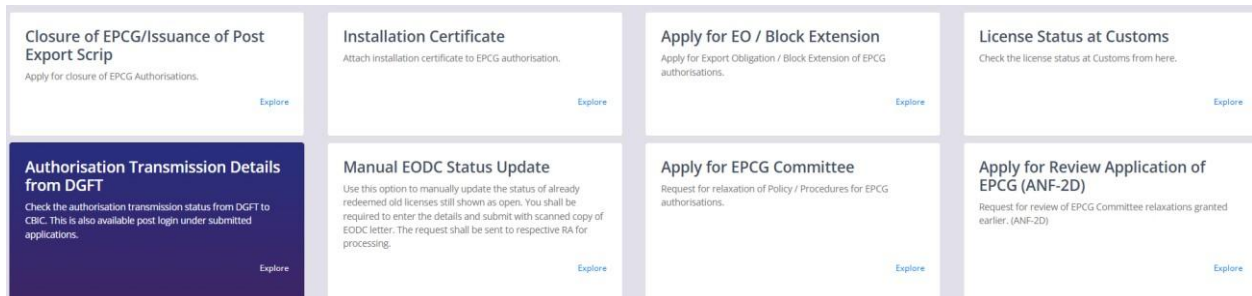 Closure of EPCG/Issuance of Post
Export Scrip
Apply for closure of EPCG Authorisations.
Explore
Installation Certificate
Attach installation certificate to EPCG authorisation.
Explore
Apply for EO / Block Extension
Apply for Export Obligation / Block Extension of EPCG
authorisations.
Explore
License Status at Customs
Check the license status at Customs from here.
Explore
Authorisation Transmission Details
from DGFT
Check the authorisation transmission status from DGFT to
CBIC. This is also available post login under submitted
applications.
Explore
Manual EODC Status Update
Use this option to manually update the status of already
redeemed old licenses still shown as open. You shall be
required to enter the details and submit with scanned copy of
EODC letter. The request shall be sent to respective RA for
processing.
Explore
Apply for EPCG Committee
Request for relaxation of Policy / Procedures for EPCG
authorisations.
Explore
Apply for Review Application of
EPCG (ANF-2D)
Request for review of EPCG Committee relaxations granted
earlier. (ANF-2D)
Explore